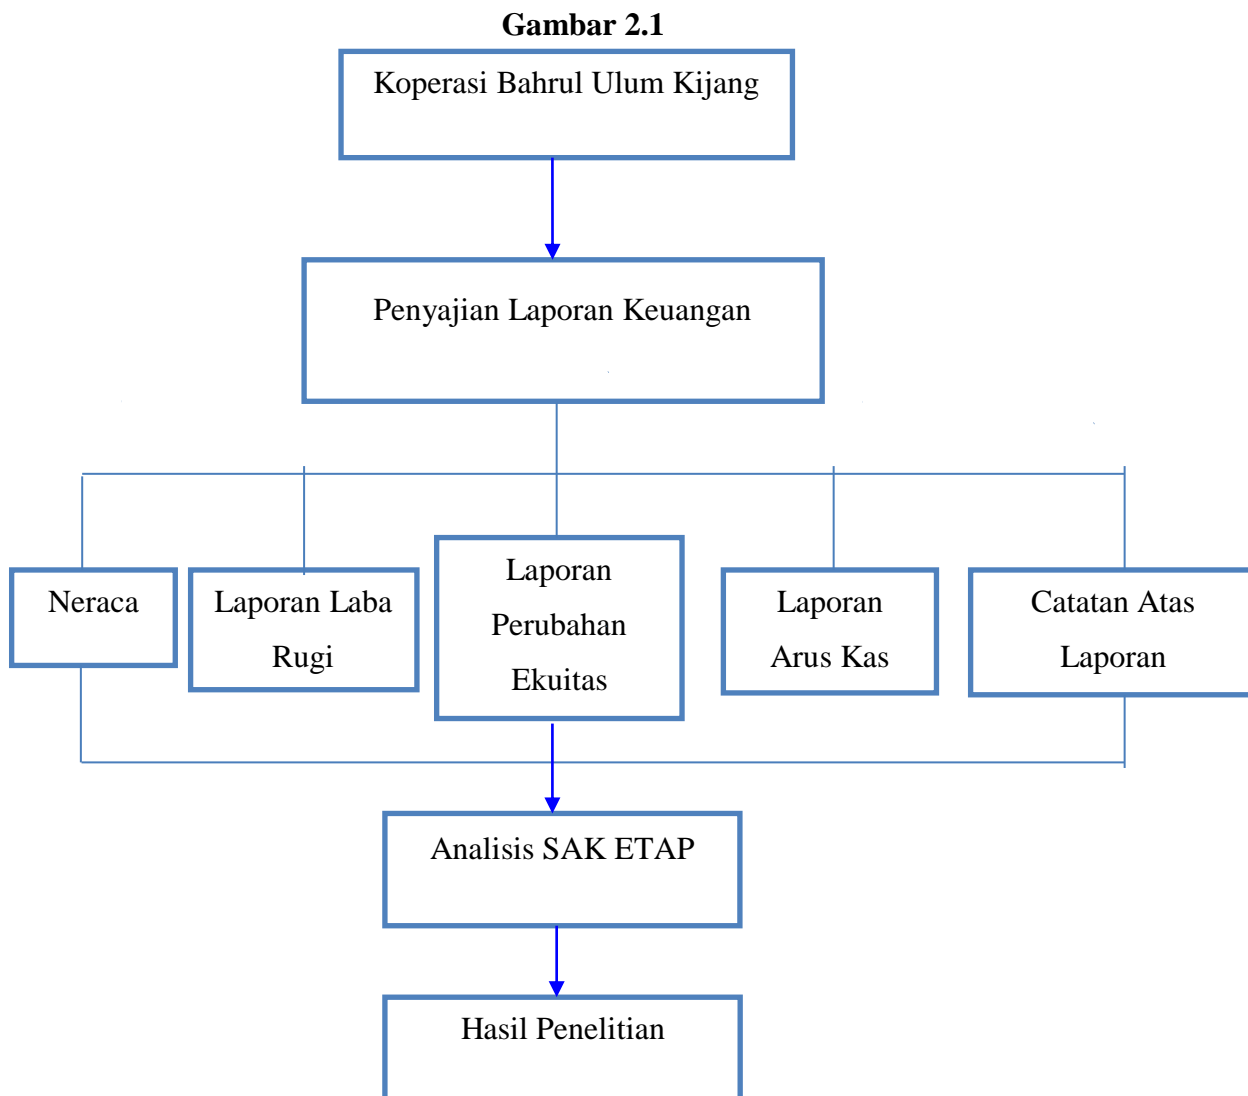 Gambar 2.1
Koperasi Bahrul Ulum Kijang
Penyajian Laporan Keuangan
Neraca
Laporan Laba
Rugi
Laporan
Perubahan
Ekuitas
Laporan
Arus Kas
Catatan Atas
Laporan
Analisis SAK ETAP
Hasil Penelitian